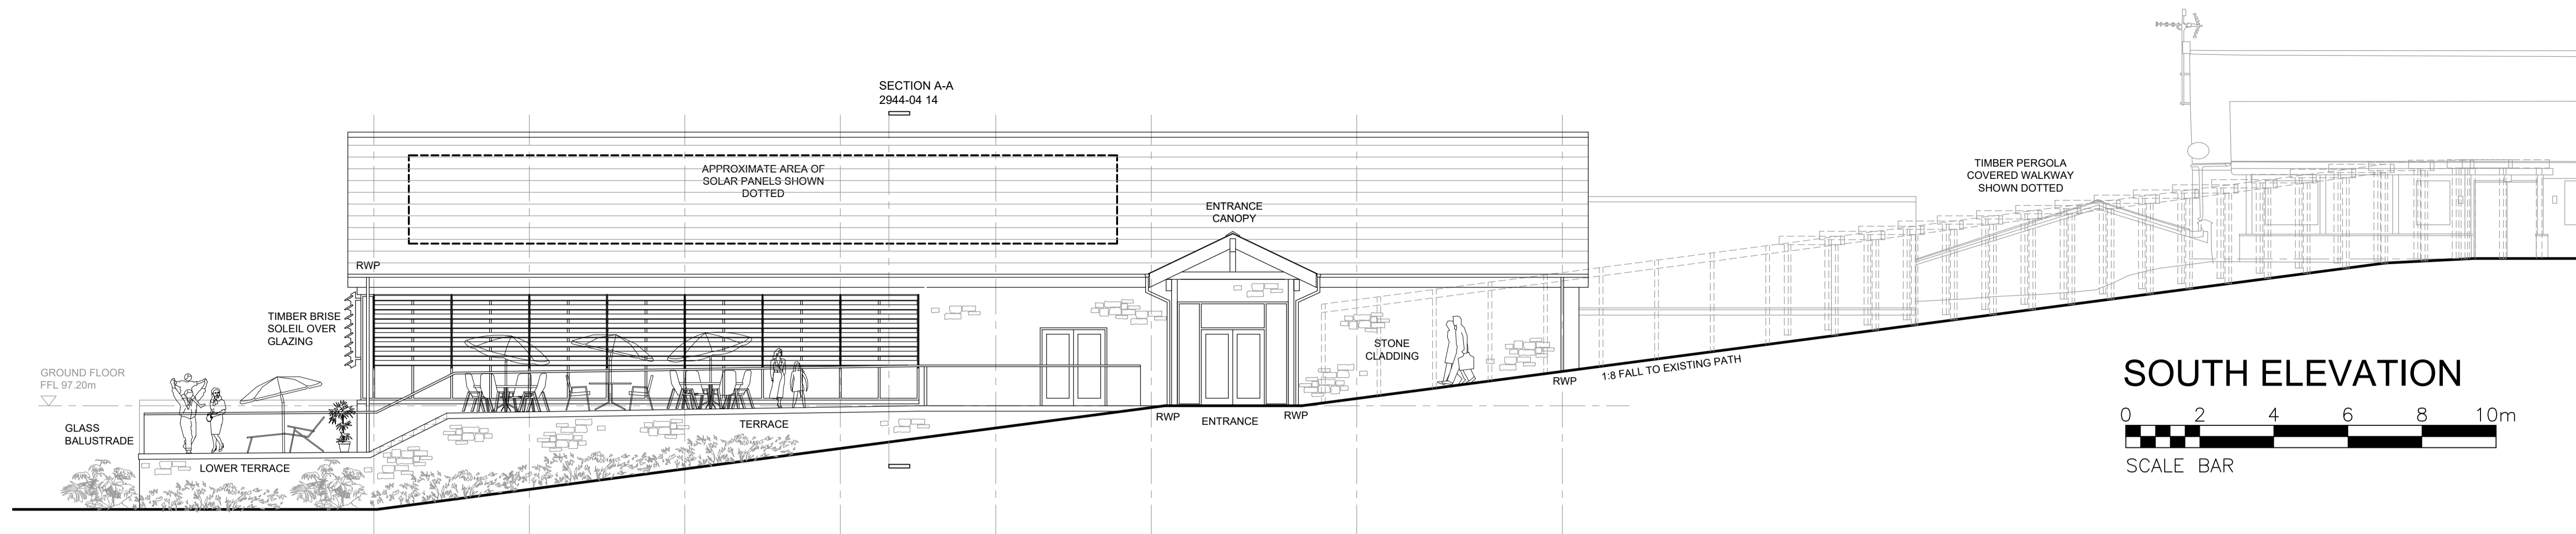 SECTION A-A
2944-04 14
APPROXIMATE AREA OF
SOLAR PANELS SHOWN
DOTTED
TIMBER PERGOLA
COVERED WALKWAY
SHOWN DOTTED
ENTRANCE
CANOPY
RWP
TIMBER BRISE
SOLEIL OVER
GLAZING
STONE
CLADDING
GROUND FLOOR
FFL 97.20m
1:8 FALL TO EXISTING PATH
RWP
GLASS
BALUSTRADE
TERRACE
RWP
ENTRANCE
RWP
LOWER TERRACE
SOUTH ELEVATION
0 2 4 6 8 10m
SCALE BAR